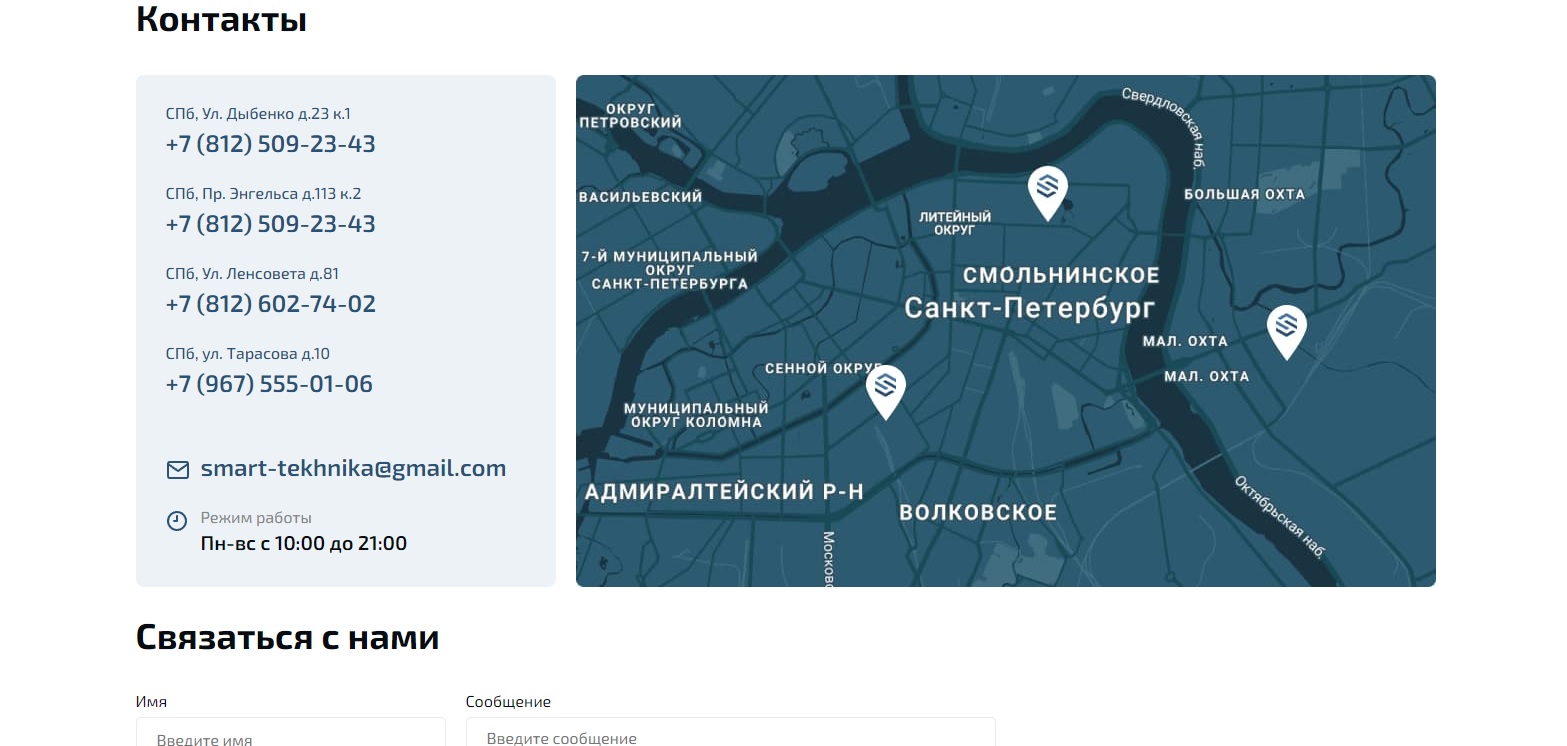 Контакты
СПб, Ул. Дыбенко д.23 к.1
+7 (812) 509-23-43
СПб, Пр. Энгельса д.113 к.2
+7 (812) 509-23-43
СПб, Ул. Ленсовета д.81
+7 (812) 602-74-02
СПб, ул. Тарасова д.10
+7 (967) 555-01-06
smart-tekhnika@gmail.com
Режим работы
Пн-вс с 10:00 до 21:00
Свердловская наб.
ОКРУГ
ПЕТРОВСКИЙ
ВАСИЛЬЕВСКИЙ
БОЛЬШАЯ ОХТА
ЛИТЕЙНЫЙ
ОКРУГ
7-Й МУНИЦИПАЛЬНЫЙ
ОКРУГ
САНКТ-ПЕТЕРБУРГА
СМОЛЬНИНСКОЕ
Санкт-Петербург
МАЛ. ОХТА
СЕННОЙ ОКРУГ
МАЛ. ОХТА
МУНИЦИПАЛЬНЫЙ
ОКРУГ КОЛОМНА
АДМИРАЛТЕЙСКИЙ Р-Н
ВОЛКОВСКОЕ
Октябрьская наб.
Московс
Связаться с нами
Имя
Сообщение
Введите имя
Введите сообщение